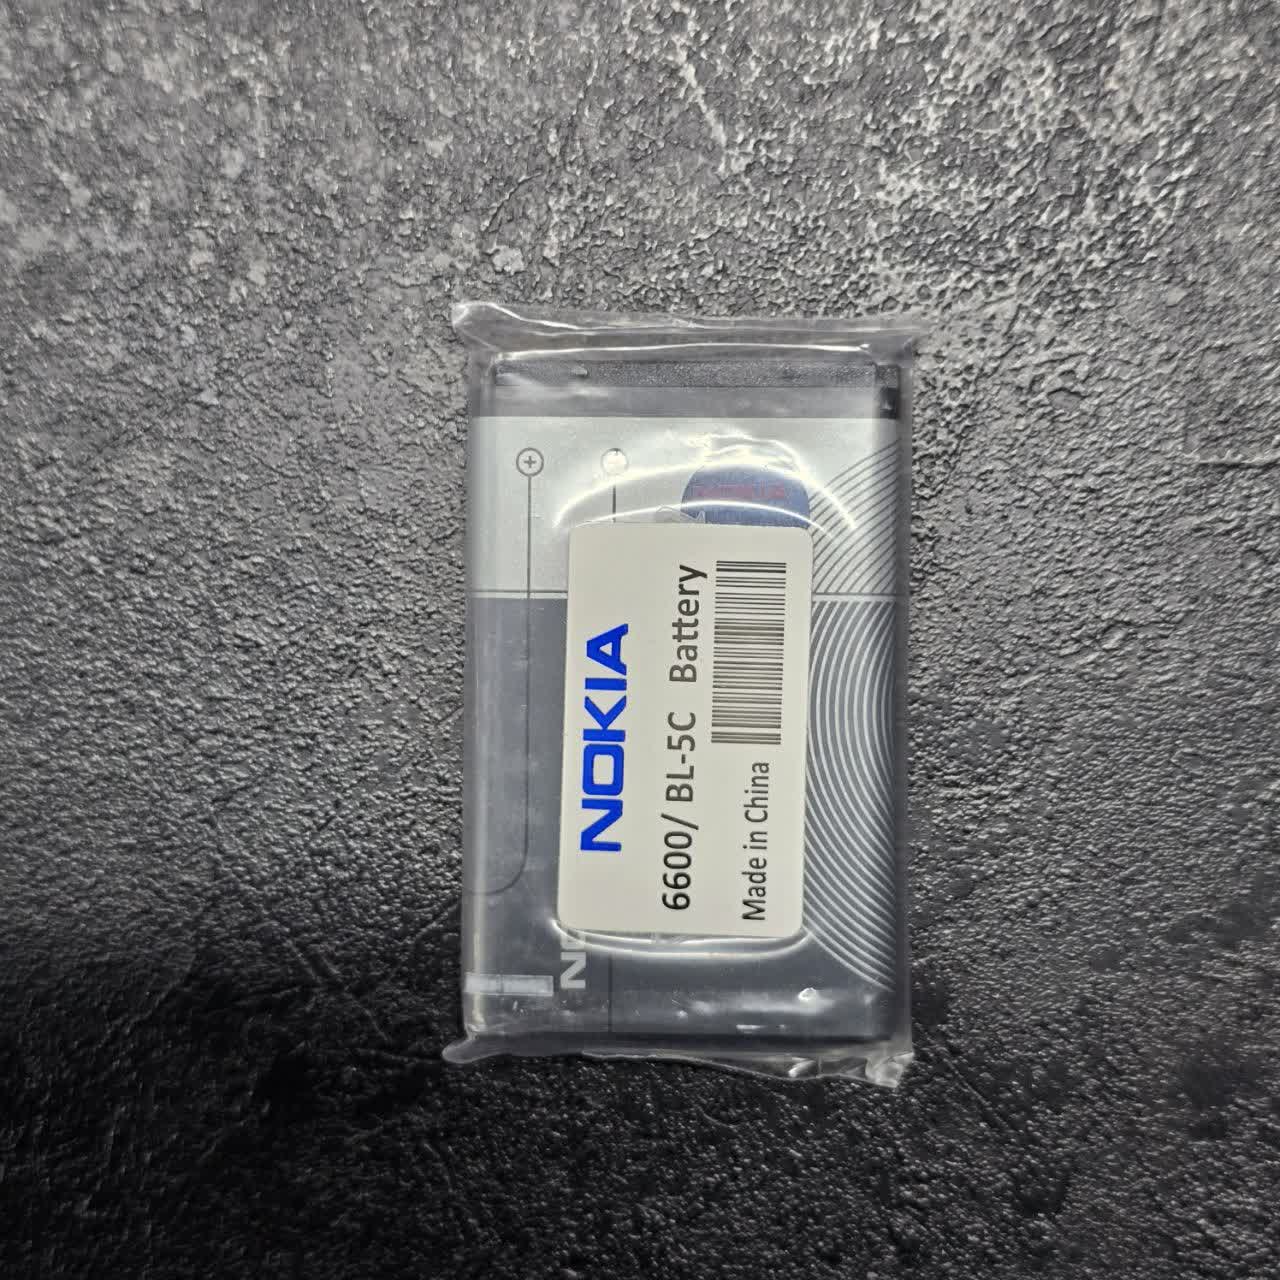 NOKIA
6600/ BL-5C Battery
Made in China